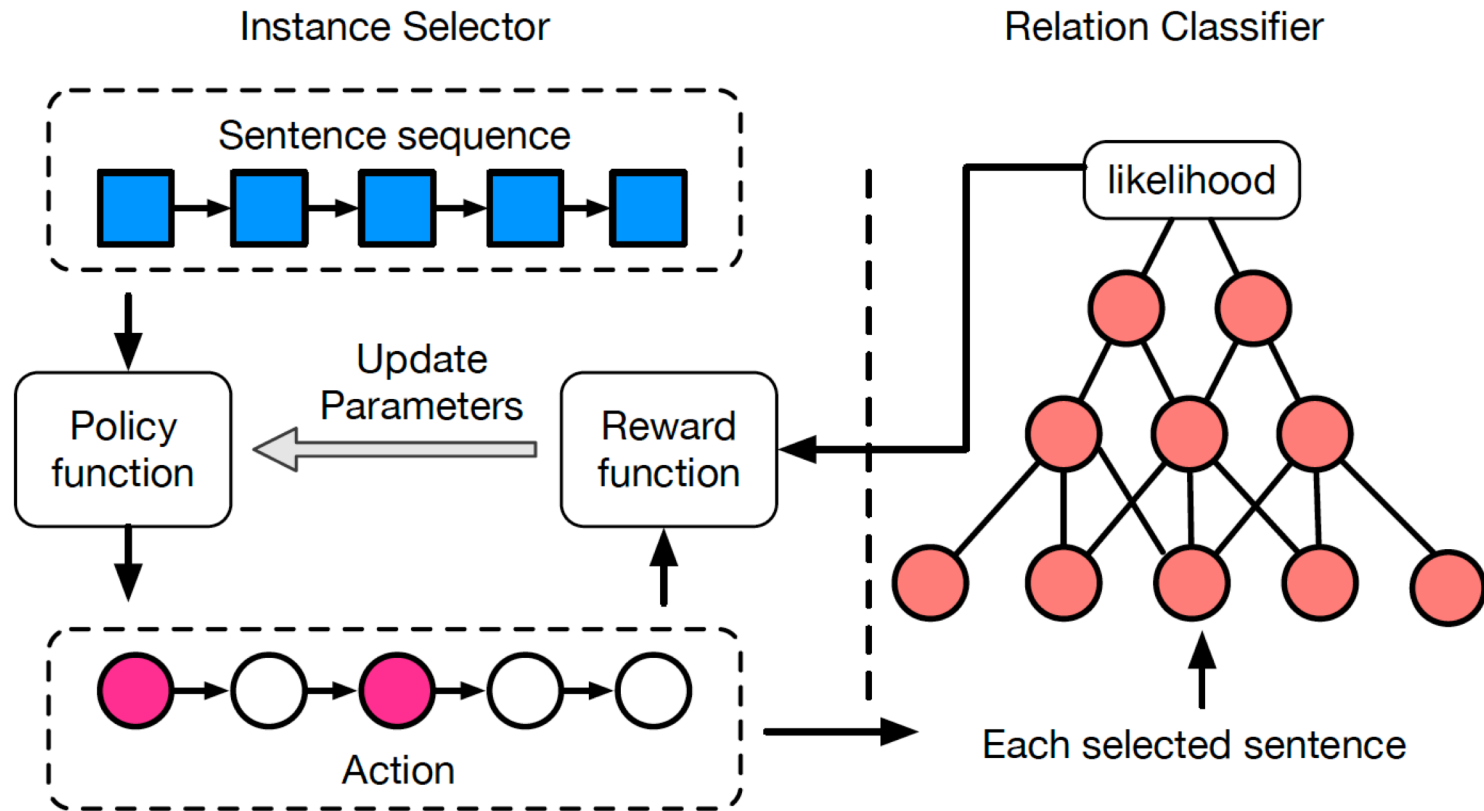 Instance Selector
Relation Classifier
Sentence sequence
likelihood
Update
Parameters
Policy
function
Reward
function
Action
Each selected sentence